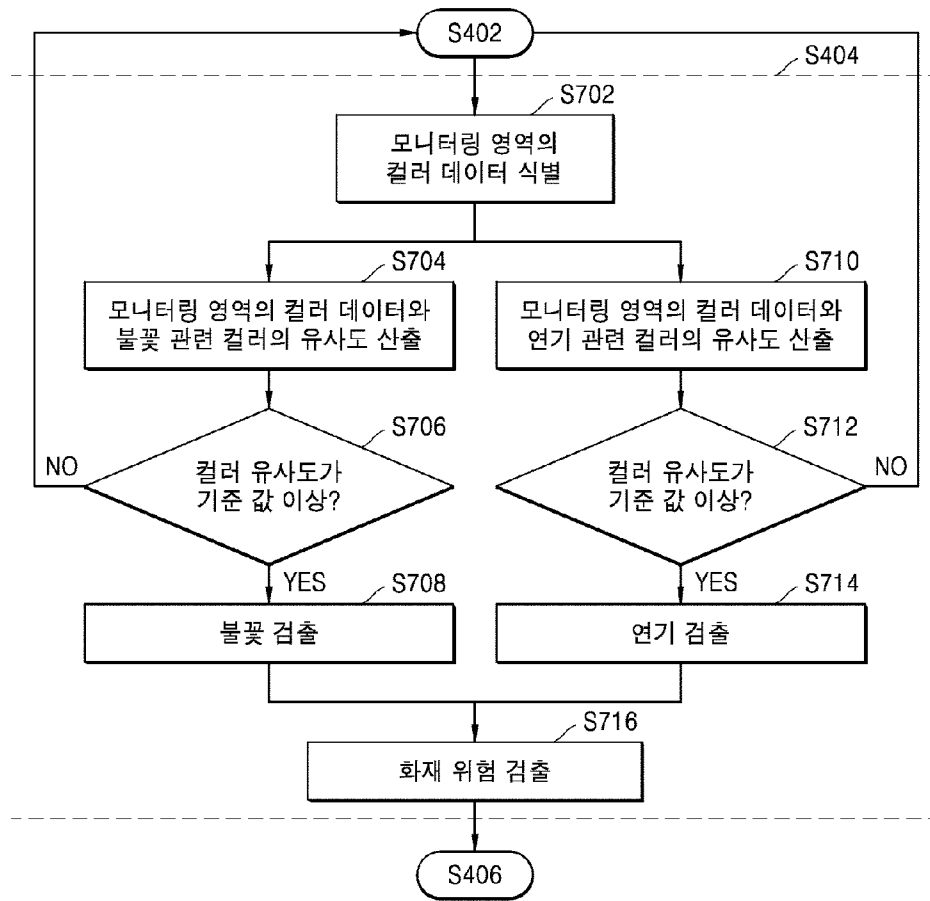 S402
S404
S702
모니터링 영역의
컬러 데이터 식별
S704
모니터링 영역의 컬러 데이터와
불꽃 관련 컬러의 유사도 산출
S710
모니터링 영역의 컬러 데이터와
연기 관련 컬러의 유사도 산출
S706
컬러 유사도가
기준 값 이상?
NO
YES
S712
컬러 유사도가
기준 값 이상?
NO
YES
S708
불꽃 검출
S714
연기 검출
S716
화재 위험 검출
S406